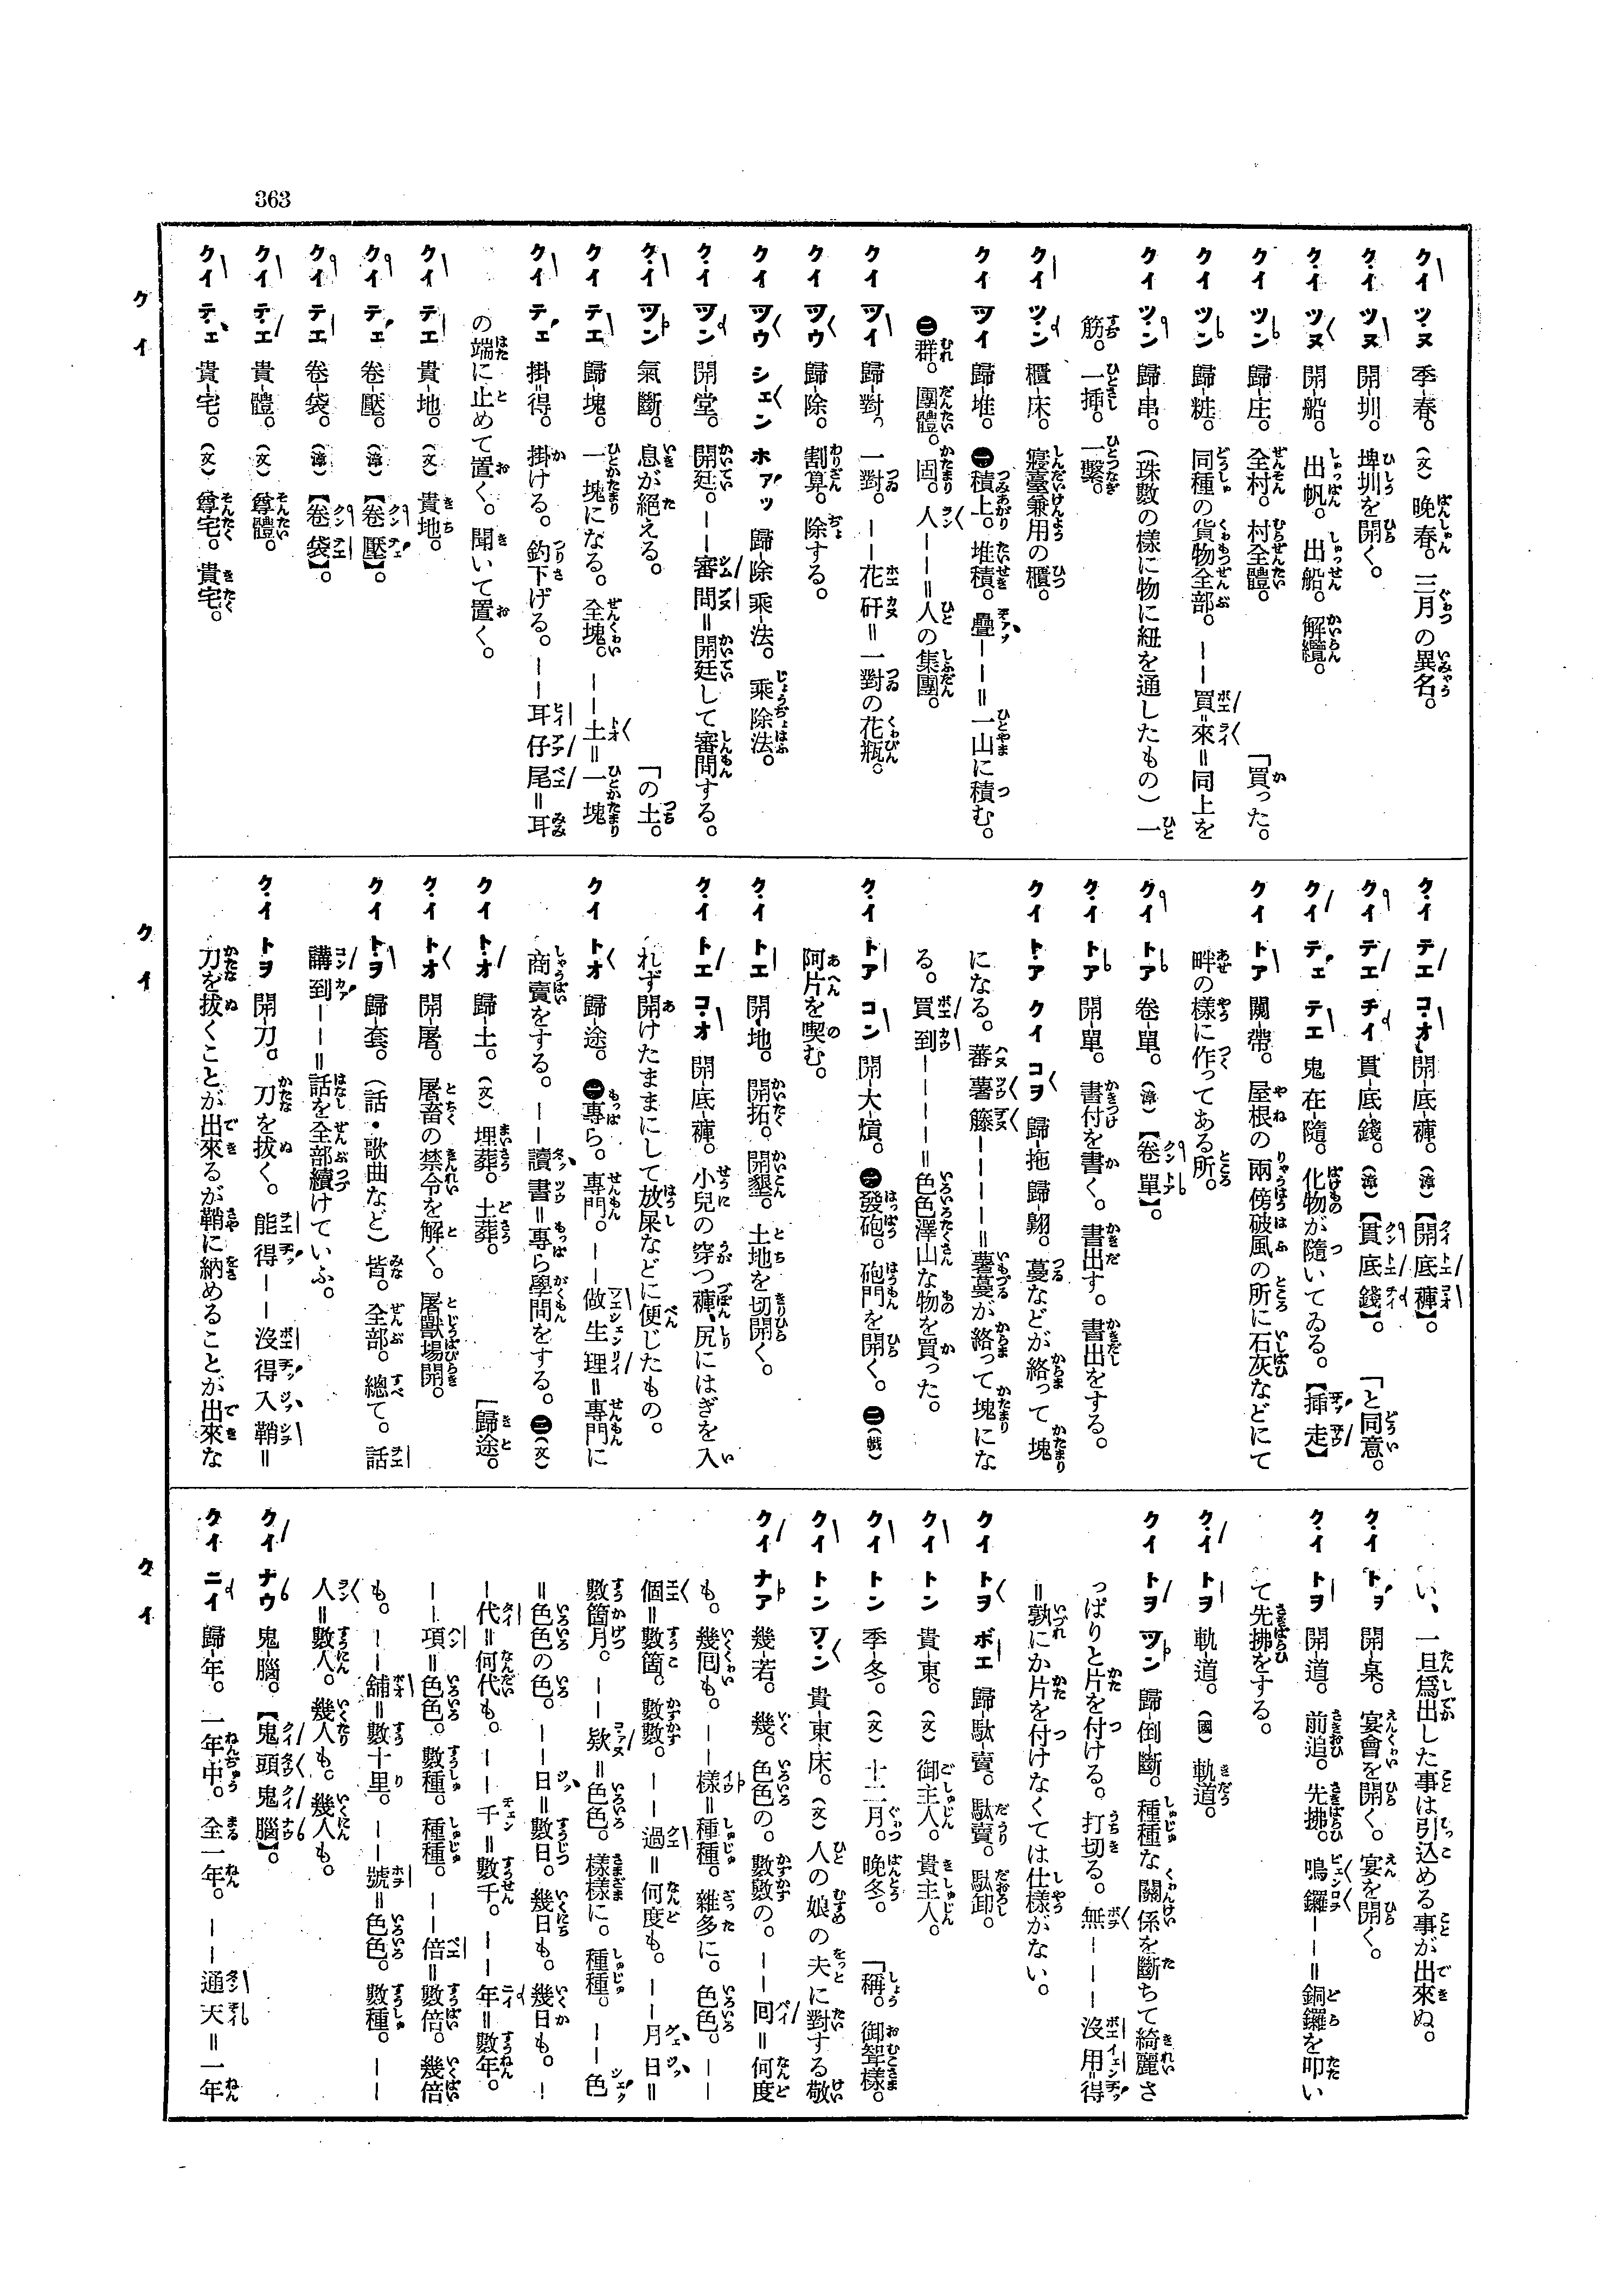 363
クイ ツヌ 季-春。(文)晩春。三月の異名。
クイ ツヌ 開-圳。埤圳を開く。
クイ ツヌ 開-船。出帆。出船。解纜。
クイ ツン 歸-庄。全村。村全體。 「買った。
クイ ツン 歸-粧。同種の貨物全部。――買=來=同上を
クイ ツン 歸-串。(珠數の樣に物に紐を通したもの)一
筋。一揷。一繫。
クイ ツン 櫃-床。寢臺兼用の櫃。
クイ ツイ 歸-堆。㊀積上。堆積。疊――=一山に積む。
㊁群。團體。固。人――=人の集團。
クイ ツイ 歸-對。一對。――花矸=一對の花瓶。
クイ ツウ 歸-除。割算。除する。
クイ ツウ シェン ホァッ 歸-除乘-法。乘除法。
クイ ツン 開-堂。開廷。――審問=開廷して審問する。
クイ ツン 氣斷。息が絕える。 「の土。
クイ テエ 歸-塊。一塊になる。全塊。――土=一塊
クイ テェ 掛=得。掛ける。釣下げる。――耳仔尾=耳
の端に止めて置く。聞いて置く。
クイ テエ 貴-地。(文)貴地。
クイ テェ 卷-壓。(漳)【卷壓】。
クイ テエ 卷-袋。(漳)【卷袋】。
クイ テエ 貴-體。(文)尊體。
クイ テェ 貴-宅。(文)尊宅。貴宅。
クイ テエ コオ 開-底-褲。(漳)【開底褲】。
クイ テエ チイ 貫-底-錢。(漳)【貫底錢】。 「と同意。
クイ テェ テエ 鬼在-隨。化物が隨いてゐる。【揷走】
クイ トア 關-帶。屋根の兩傍破風の所に石灰などにて
畔の樣に作ってある所。
クイ トア 卷-單。(漳)【卷單】。
クイ トア 開-單。書付を書く。書出す。書出をする。
クイ トア クイ コヲ 歸-拖歸-翺。蔓などが絡って塊
になる。蕃薯籐――――=薯蔓が絡って塊にな
る。買到――――=色色澤山な物を買った。
クイ トア コン 開-大-熕。㊀發砲。砲門を開く。㊁(戲)
阿片を喫む。
クイ トエ 開-地。開拓。開墾。土地を切開く。
クイ トエ コオ 開-底-褲。小兒の穿つ褲、尻にはぎを入
れず開けたままにして放屎などに便じたもの。
クイ トオ 歸-途。㊀專ら。專門。――做生理=專門に
商賣をする。――讀書=專ら學問をする。㊁(文)
クイ トオ 歸-土。(文)埋葬。土葬。 「歸途。
クイ トオ 開-屠。屠畜の禁令を解く。屠獸場開。
クイ トヲ 歸-套。(話・歌曲など)皆。全部。總て。話
講到――=話を全部續けていふ。
クイ トヲ 開刀。刀を拔く。能得――沒得入鞘=
刀を拔くことが出來るが鞘に納めることが出來な
い、一旦爲出した事は引込める事が出來ぬ。
クイ トヲ 開-桌。宴會を開く。宴を開く。
クイ トヲ 開-道。前追。先拂。鳴鑼――=銅鑼を叩い
て先拂をする。
クイ トヲ 軌-道。(國)軌道。
クイ トヲ ツン 歸-倒-斷。種種な關係を斷ちて綺麗さ
っぱりと片を付ける。打切る。無―――沒用=得
=孰にか片を付けなくては仕樣がない。
クイ トヲ ボエ 歸-馱-賣。馱賣。馱卸。
クイ トン 貴-東。(文)御主人。貴主人。
クイ トン 季-冬。(文)十二月。晩冬。 「稱。御聟樣。
クイ トン ツン 貴-東床。(文)人の娘の夫に對する敬
クイ ナア 幾-若。幾。色色の。數數の。――囘=何度
も。幾囘も。――樣=種種。雜多に。色色。――
個=數箇。數數。――過=何度も。――月日=
數箇月。――欵=色色。樣樣に。種種。――色
=色色の色。――日=數日。幾日も。幾日も。―
―代=何代も。――千=數千。――年=數年。
――項=色色。數種。種種。――倍=數倍。幾倍
も。――舖=數十里。――號=色色。數種。――
人=數人。幾人も。幾人も。
クイ ナウ 鬼-腦。【鬼頭鬼腦】。
クイ ニイ 歸-年。一年中。全一年。――通天=一年
クイ
クイ
クイ